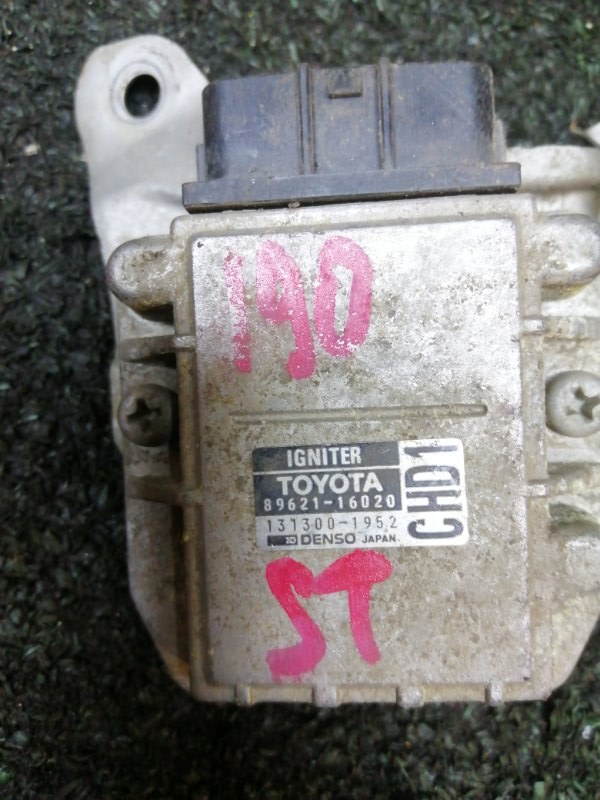 190
IGNITER
TOYOTA
89621-16020
131300-1952
DENSO JAPAN
CHD1
ST